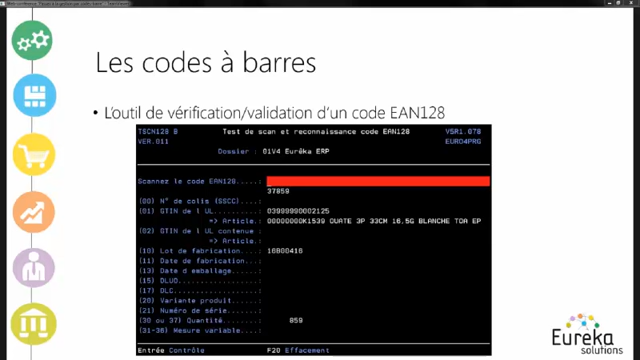 Les codes à barres
• L'outil de vérification/validation d'un code EAN128
TSCN128 B Test de scan et reconnaissance code EAN128 VSR1.078
VER.011 EURO4PRG
Dossier : 01V4 Eurêka ERP
Scannez le code EAN128.....:
37859
(00) N° de colis (SSCC)....:
(01) GTIN de l UL..........: 03999990002125
=> Article. : 00000000K1539 OUATE 3P 33CM 16,5G BLANCHE TOA EP
(02) GTIN de l UL contenue :
=> Article. :
(10) Lot de fabrication....: 16B00416
(11) Date de fabrication...:
(13) Date d emballage......:
(15) DLUO..................:
(17) DLC...................:
(20) Variante produit......:
(21) Numéro de série.......:
(30 ou 37) Quantité........: 859
(31-36) Mesure variable....:
Entrée Contrôle F20 Effacement
Eureka
solutions